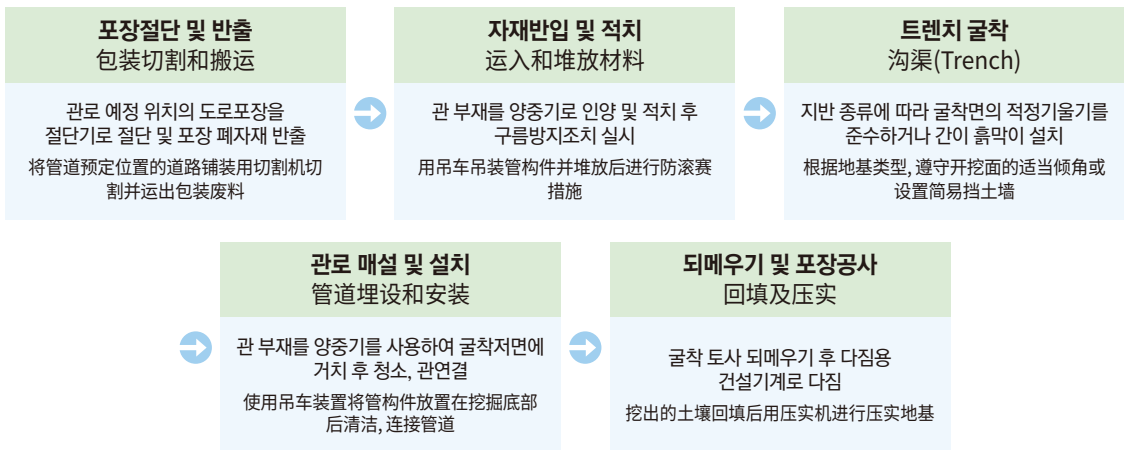 포장절단 및 반출
包装切割和搬运
관로 예정 위치의 도로포장을
절단기로 절단 및 포장 폐자재 반출
将管道预定位置的道路铺装用切割机切
割并运出包装废料
자재반입 및 적치
运入和堆放材料
관 부재를 양중기로 인양 및 적치 후
구름방지조치 실시
用吊车吊装管构件并堆放后进行防滚赛
措施
트렌치 굴착
沟渠(Trench)
지반 종류에 따라 굴착면의 적정기울기를
준수하거나 간이 흙막이 설치
根据地基类型, 遵守开挖面的适当倾角或
设置简易挡土墙
관로 매설 및 설치
管道埋设和安装
관 부재를 양중기를 사용하여 굴착저면에
거치 후 청소, 관연결
使用吊车装置将管构件放置在挖掘底部
后清洁, 连接管道
되메우기 및 포장공사
回填及压实
굴착 토사 되메우기 후 다짐용
건설기계로 다짐
挖出的土壤回填后用压实机进行压实地基